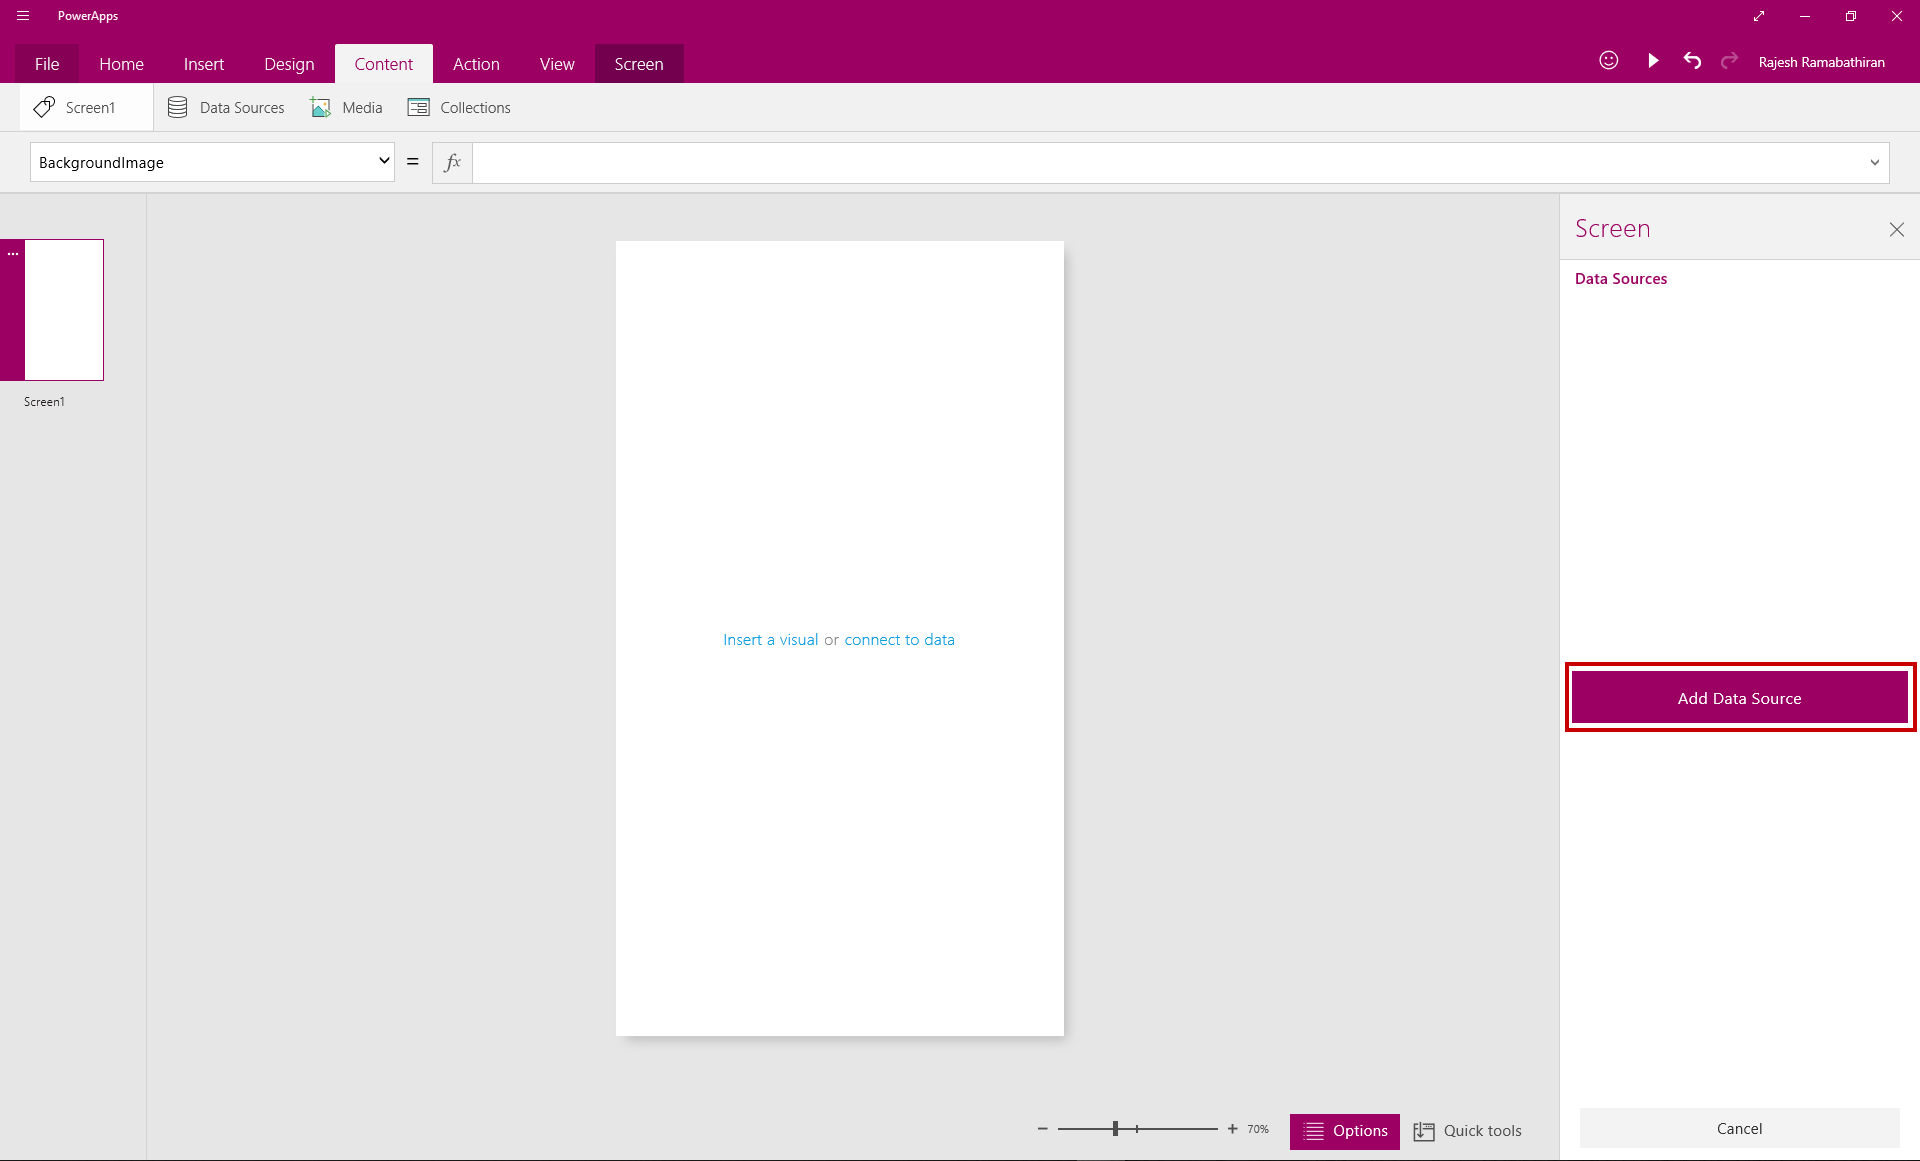 PowerApps
File Home Insert Design Content Action View Screen Rajesh Ramabathiran
Screen1 Data Sources Media Collections
BackgroundImage = fx
Screen
Data Sources
Screen1
Insert a visual or connect to data
Add Data Source
70% Options Quick tools Cancel